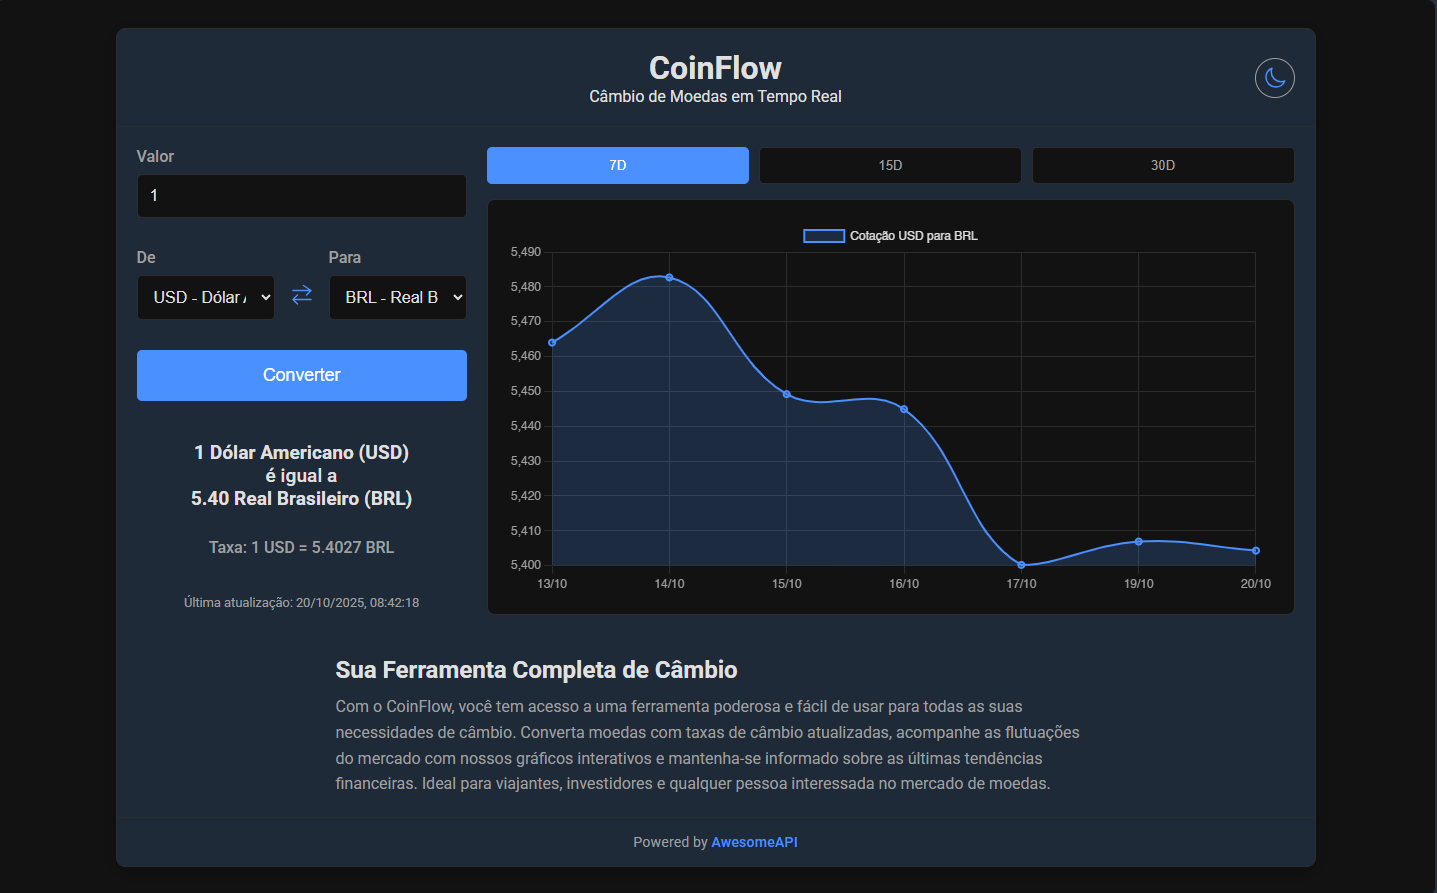 CoinFlow
Câmbio de Moedas em Tempo Real
Valor
1
De
Para
USD - Dólar
BRL - Real B
Converter
1 Dólar Americano (USD)
é igual a
5.40 Real Brasileiro (BRL)
Taxa: 1 USD = 5.4027 BRL
Última atualização: 20/10/2025, 08:42:18
7D
15D
30D
Cotação USD para BRL
5,490
5,480
5,470
5,460
5,450
5,440
5,430
5,420
5,410
5,400
13/10
14/10
15/10
16/10
17/10
19/10
20/10
Sua Ferramenta Completa de Câmbio
Com o CoinFlow, você tem acesso a uma ferramenta poderosa e fácil de usar para todas as suas
necessidades de câmbio. Converta moedas com taxas de câmbio atualizadas, acompanhe as flutuações
do mercado com nossos gráficos interativos e mantenha-se informado sobre as últimas tendências
financeiras. Ideal para viajantes, investidores e qualquer pessoa interessada no mercado de moedas.
Powered by AwesomeAPI